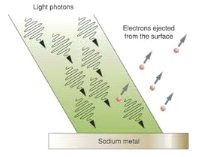 Light photons
Electrons ejected
from the surface
Sodium metal